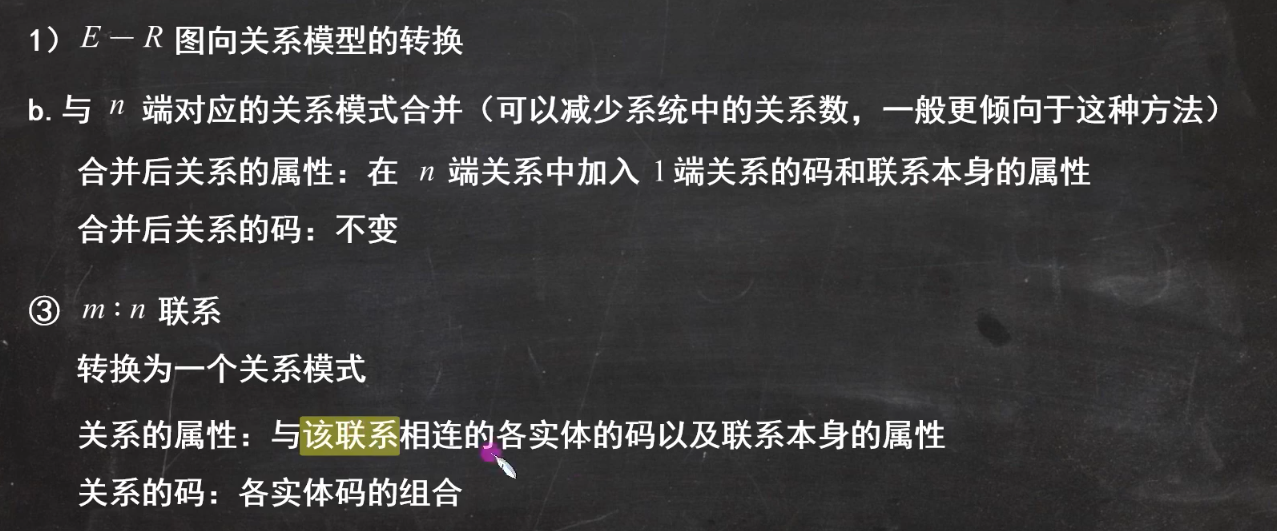 1) E－R 图向关系模型的转换
b. 与 n 端对应的关系模式合并（可以减少系统中的关系数，一般更倾向于这种方法）
合并后关系的属性：在 n 端关系中加入 1 端关系的码和联系本身的属性
合并后关系的码：不变
③ m : n 联系
转换为一个关系模式
关系的属性：与该联系相连的各实体的码以及联系本身的属性
关系的码：各实体码的组合